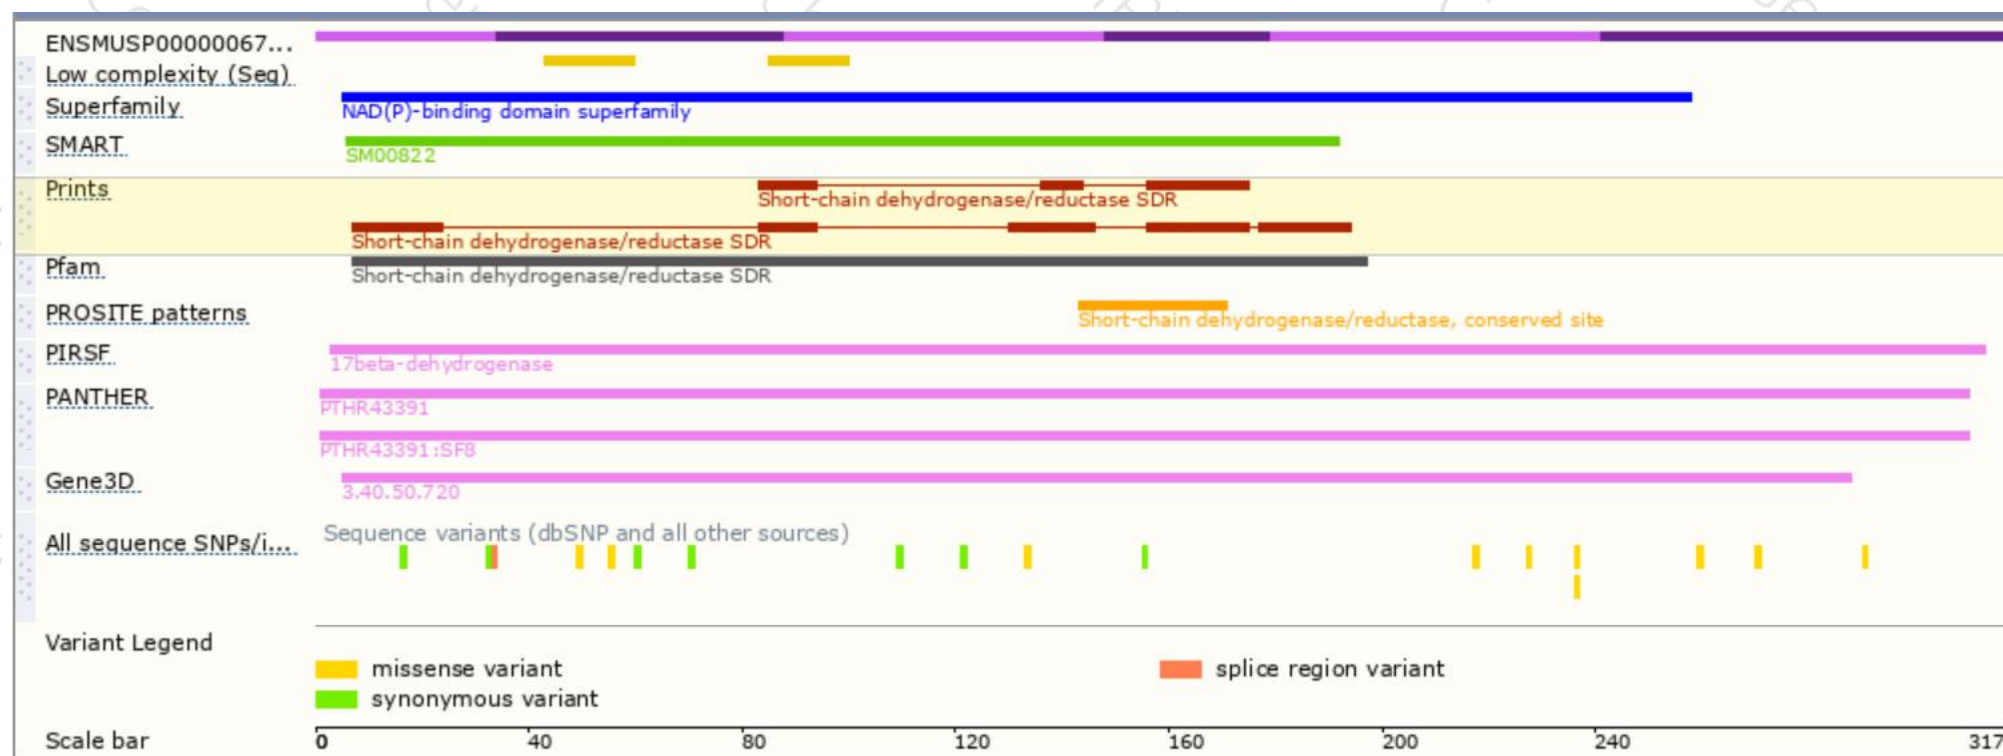 ENSMUSP00000067...
Low complexity (Seg)
Superfamily
NAD(P)-binding domain superfamily
SMART
SM00822
Prints
Short-chain dehydrogenase/reductase SDR
Short-chain dehydrogenase/reductase SDR
Pfam
Short-chain dehydrogenase/reductase SDR
PROSITE patterns
Short-chain dehydrogenase/reductase, conserved site
PIRSF
17beta-dehydrogenase
PANTHER
PTHR43391
PTHR43391:SF8
Gene3D
3.40.50.720
All sequence SNPs/i...
Sequence variants (dbSNP and all other sources)
Variant Legend
missense variant
splice region variant
synonymous variant
Scale bar
0 40 80 120 160 200 240 317